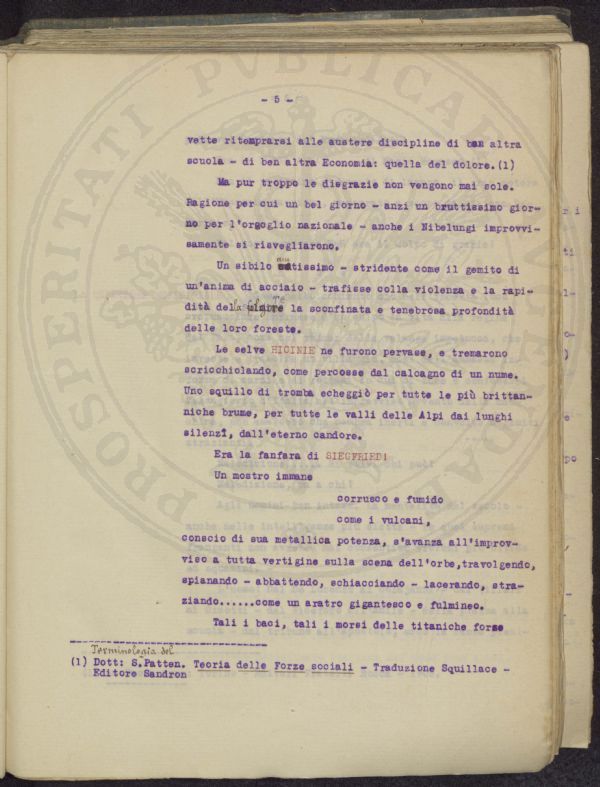 - 5 -
vette ritemprarsi alle austere discipline di ben altra
scuola - di ben altra Economia: quella del dolore.(1)
Ma pur troppo le disgrazie non vengono mai sole.
Ragione per cui un bel giorno - anzi un bruttissimo gior-
no per l'orgoglio nazionale - anche i Nibelungi improvvi-
samente si risvegliarono.
Un sibilo acutissimo - stridente come il gemito di
un'anima di acciaio - trafisse colla violenza e la rapi-
dità della folgore la sconfinata e tenebrosa profondità
delle loro foreste.
Le selve HICINIE ne furono pervase, e tremarono
scricchiolando, come percosse dal calcagno di un nume.
Uno squillo di tromba echeggiò per tutte le più brittan-
niche brume, per tutte le valli delle Alpi dai lunghi
silenzî, dall'eterno candore.
Era la fanfara di SIEGFRIED!
Un mostro immane
corrusco e fumido
come i vulcani,
conscio di sua metallica potenza, s'avanza all'improv-
viso a tutta vertigine sulla scena dell'orbe,travolgendo,
spianando - abbattendo, schiacciando - lacerando, stra-
ziando......come un aratro gigantesco e fulmineo.
Tali i baci, tali i morsi delle titaniche forze
Terminologia del
(1) Dott: S.Patten. Teoria delle Forze sociali - Traduzione Squillace -
Editore Sandron
PROSPERITATI PVBLICAE